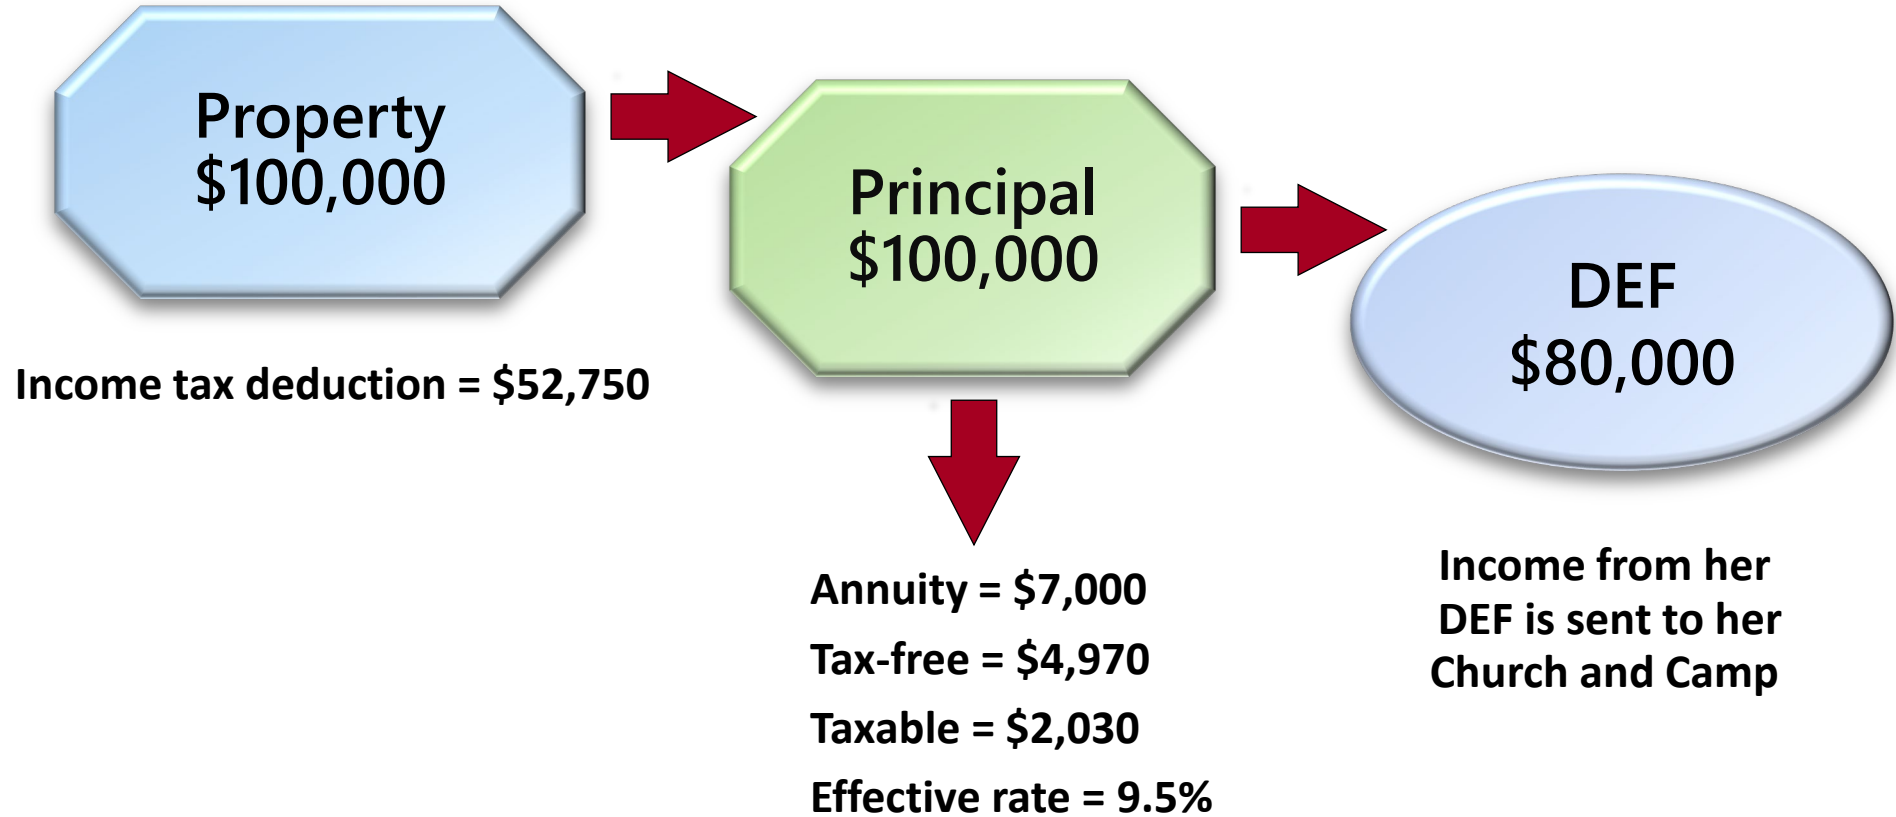 Property
$100,000
Income tax deduction = $52,750
Principal
$100,000
Annuity = $7,000
Tax-free = $4,970
Taxable = $2,030
Effective rate = 9.5%
DEF
$80,000
Income from her
DEF is sent to her
Church and Camp